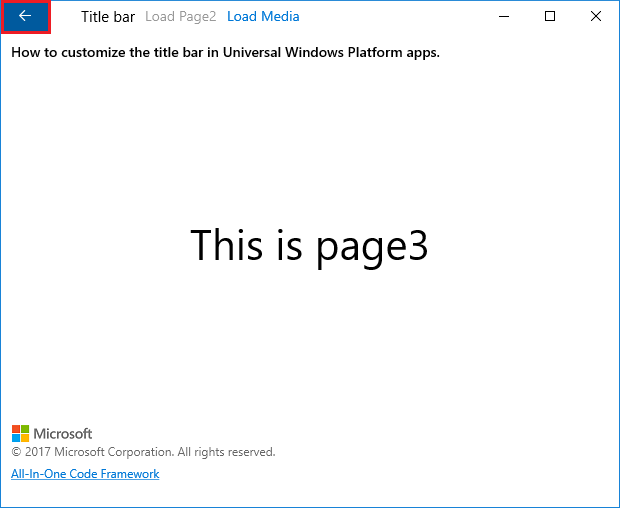 Title bar Load Page2 Load Media
How to customize the title bar in Universal Windows Platform apps.
This is page3
Microsoft
© 2017 Microsoft Corporation. All rights reserved.
All-In-One Code Framework